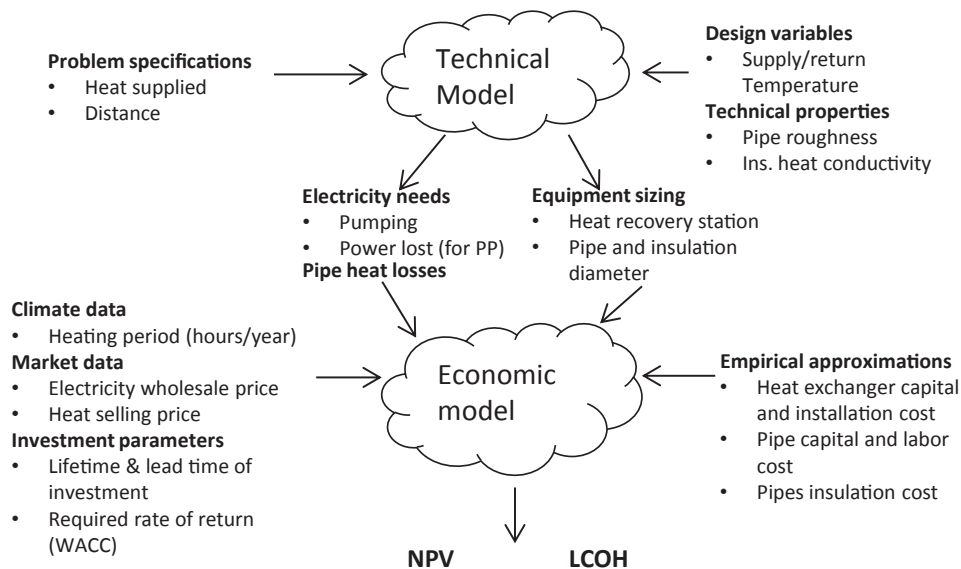 Problem specifications
• Heat supplied
• Distance
Technical
Model
Design variables
• Supply/return
Temperature
Technical properties
• Pipe roughness
• Ins. heat conductivity
Electricity needs
• Pumping
• Power lost (for PP)
Pipe heat losses
Equipment sizing
• Heat recovery station
• Pipe and insulation
diameter
Climate data
• Heating period (hours/year)
Market data
• Electricity wholesale price
• Heat selling price
Investment parameters
• Lifetime & lead time of
investment
• Required rate of return
(WACC)
Economic
model
Empirical approximations
• Heat exchanger capital
and installation cost
• Pipe capital and labor
cost
• Pipes insulation cost
NPV
LCOH